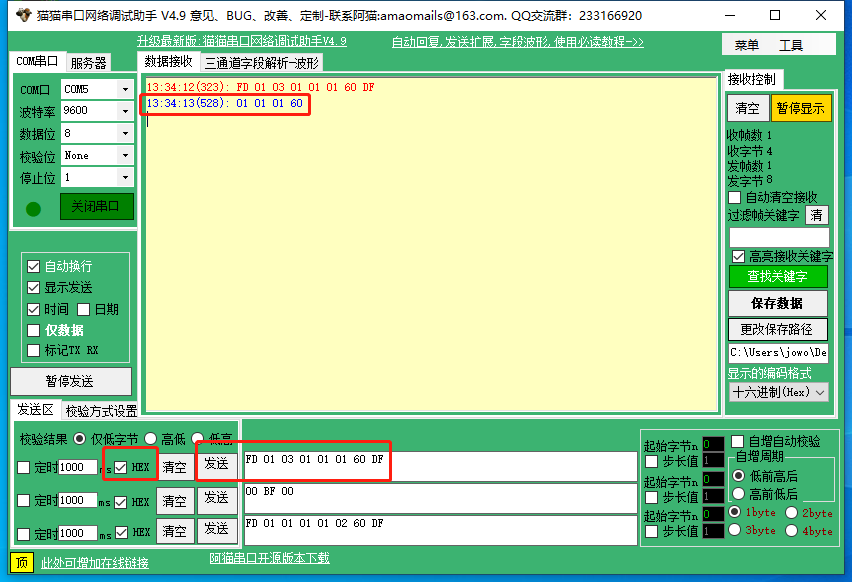 猫猫串口网络调试助手 V4.9 意见、BUG、改善、定制-联系阿猫:amaomails@163.com. QQ交流群：233166920
升级最新版:猫猫串口网络调试助手V4.9
自动回复,发送扩展,字段波形,使用必读教程-->>
菜单 工具
COM串口 服务器
数据接收 三通道字段解析--波形
接收控制
COM口 COM5
波特率 9600
数据位 8
校验位 None
停止位 1
关闭串口
13:34:12(323): FD 01 03 01 01 01 60 DF
13:34:13(528): 01 01 01 60
清空 暂停显示
收帧数 1
收字节 4
发帧数 1
发字节 8
自动清空接收
过滤帧关键字 清
高亮接收关键字
查找关键字
保存数据
更改保存路径
C:\Users\jowo\De
显示的编码格式
十六进制(Hex)
自动换行
显示发送
时间 日期
仅数据
标记TX RX
暂停发送
发送区 校验方式设置
校验结果 仅低字节 高低 低高
定时 1000 ms HEX 清空 发送 FD 01 03 01 01 01 60 DF
定时 1000 ms HEX 清空 发送 00 BF 00
定时 1000 ms HEX 清空 发送 FD 01 01 01 01 02 60 DF
起始字节n 0
步长值 1
起始字节n 0
步长值 1
起始字节n 0
步长值 1
自增自动校验
自增周期
低前高后
高前低后
1byte 2byte
3byte 4byte
顶 此处可增加在线链接
阿猫串口开源版本下载